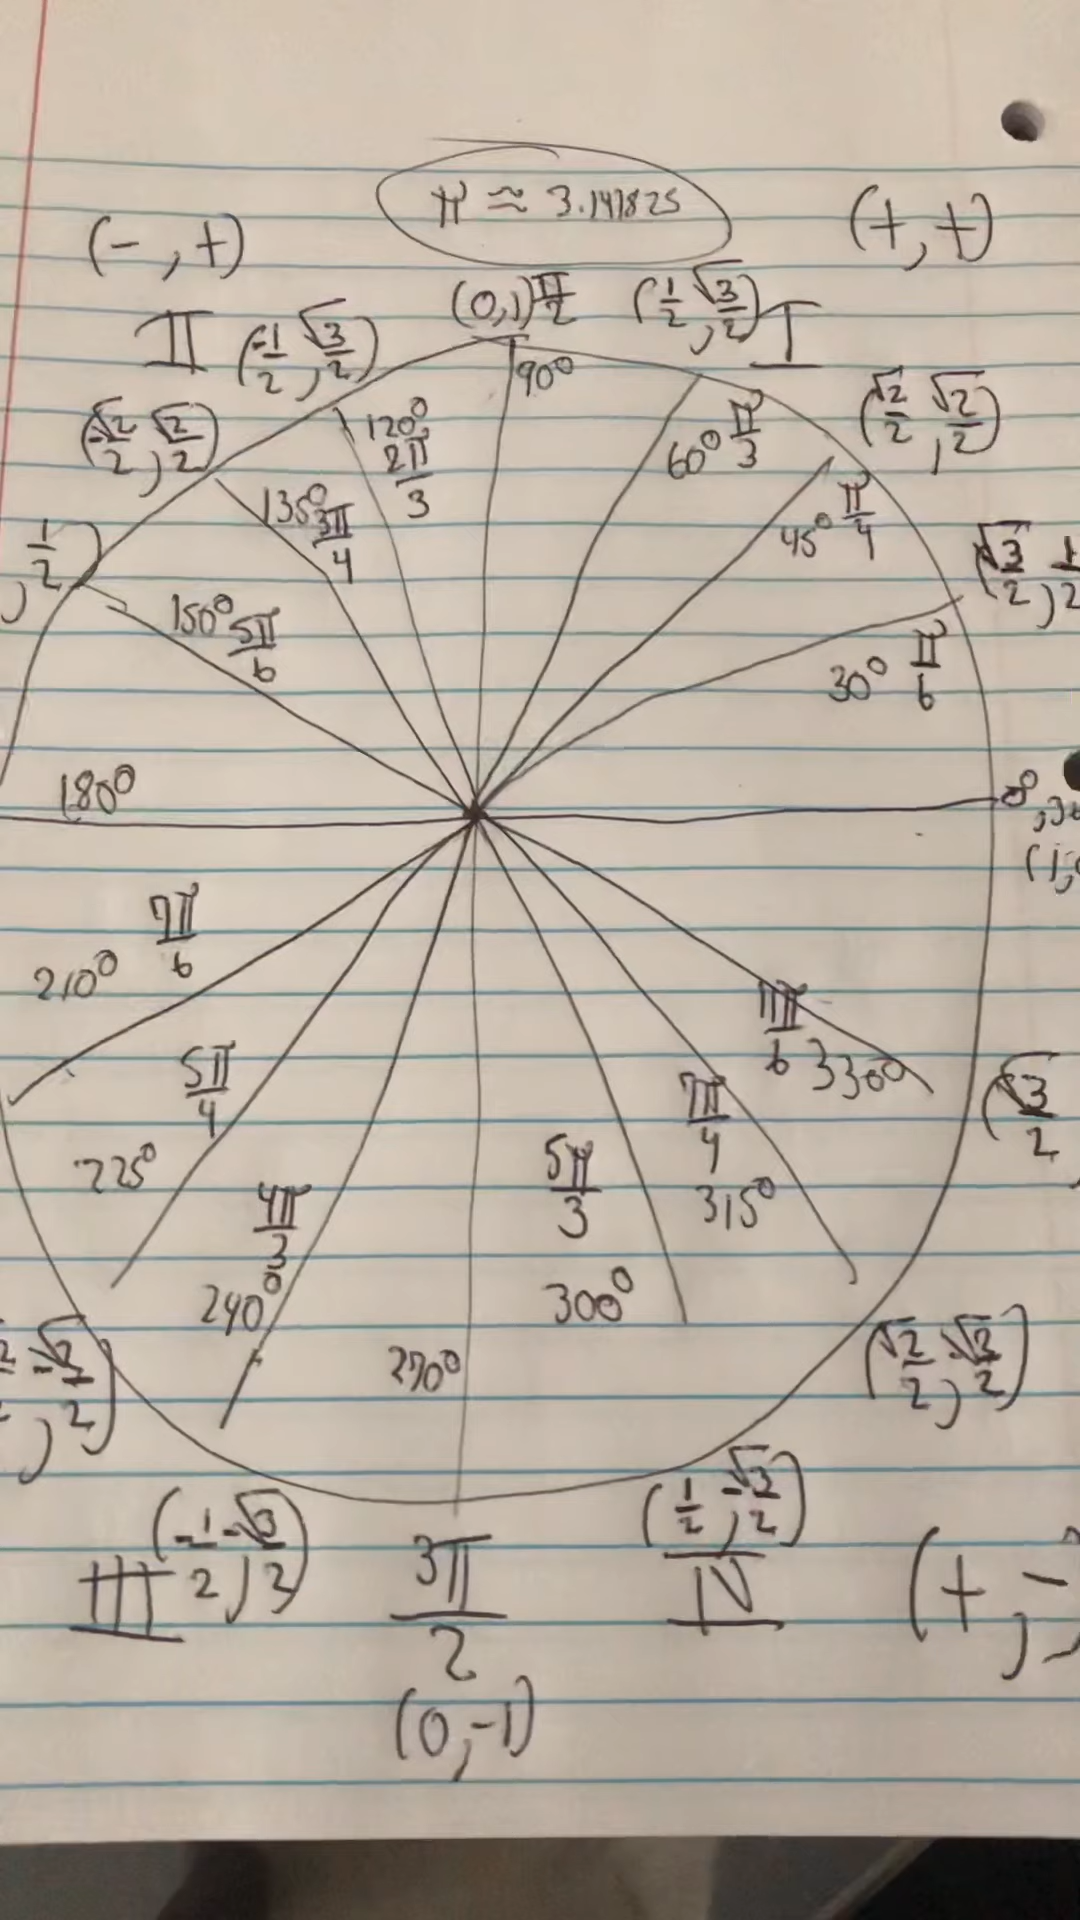 π ≈ 3.141825
(-, +)
(+, +)
(0,1) π/2
(1/2, √3/2)
I
II
(-1/2, √3/2)
90°
(-√2/2, √2/2)
120°
2π/3
60° π/3
(√2/2, √2/2)
135° 3π/4
45° π/4
, 1/2)
150° 5π/6
(√3/2, 1/2
30° π/6
180°
0°
(1,
7π/6
210°
11π/6
330°
(√3/2,
5π/4
225°
7π/4
315°
4π/3
240°
5π/3
300°
270°
, -√2/2)
(1/2, -√3/2)
III
3π/2
IV
(+, -)
(0,-1)